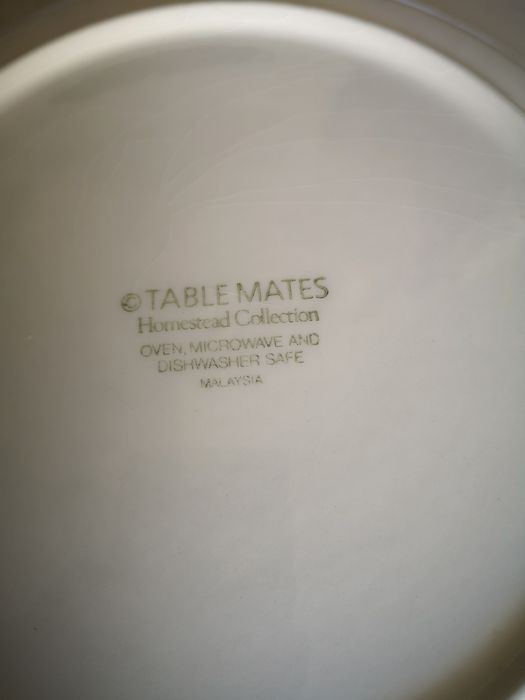 © TABLE MATES
Homestead Collection
OVEN, MICROWAVE AND
DISHWASHER SAFE
MALAYSIA